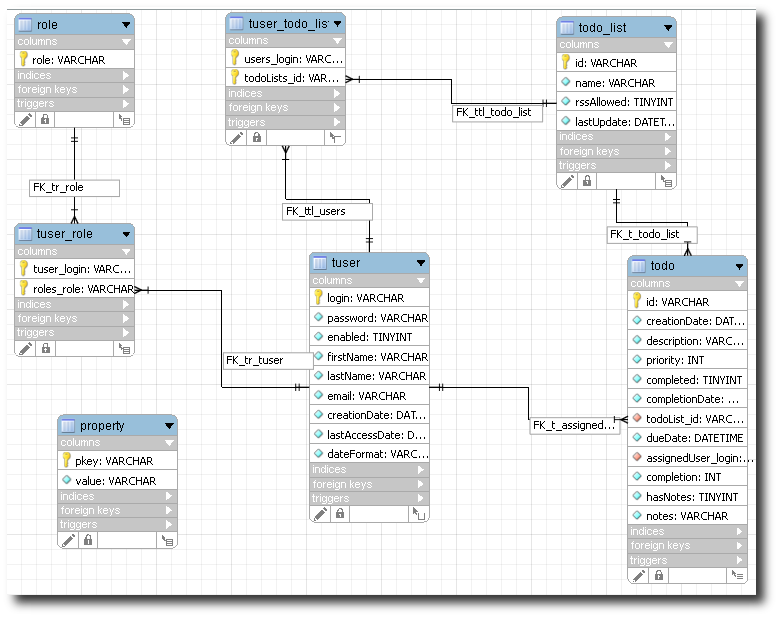 role
columns
role: VARCHAR
indices
foreign keys
triggers
tuser_todo_lis
columns
users_login: VARC...
todoLists_id: VAR...
indices
foreign keys
triggers
todo_list
columns
id: VARCHAR
name: VARCHAR
rssAllowed: TINYINT
lastUpdate: DATET...
indices
foreign keys
triggers
FK_ttl_todo_list
FK_tr_role
FK_ttl_users
FK_t_todo_list
tuser_role
columns
tuser_login: VARC...
roles_role: VARCHAR
indices
foreign keys
triggers
tuser
columns
login: VARCHAR
password: VARCHAR
enabled: TINYINT
firstName: VARCHAR
lastName: VARCHAR
email: VARCHAR
creationDate: DAT...
lastAccessDate: D...
dateFormat: VARC...
indices
foreign keys
triggers
FK_tr_tuser
FK_t_assigned...
todo
columns
id: VARCHAR
creationDate: DAT...
description: VARC...
priority: INT
completed: TINYINT
completionDate: ...
todoList_id: VARC...
dueDate: DATETIME
assignedUser_login:...
completion: INT
hasNotes: TINYINT
notes: VARCHAR
indices
foreign keys
triggers
property
columns
pkey: VARCHAR
value: VARCHAR
indices
foreign keys
triggers